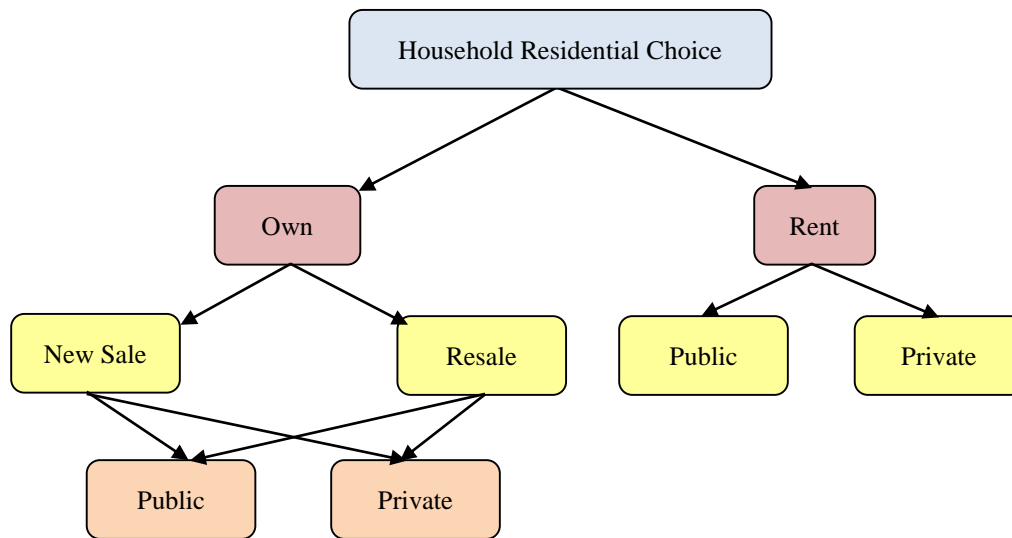 Household Residential Choice
Own
Rent
New Sale
Resale
Public
Private
Public
Private